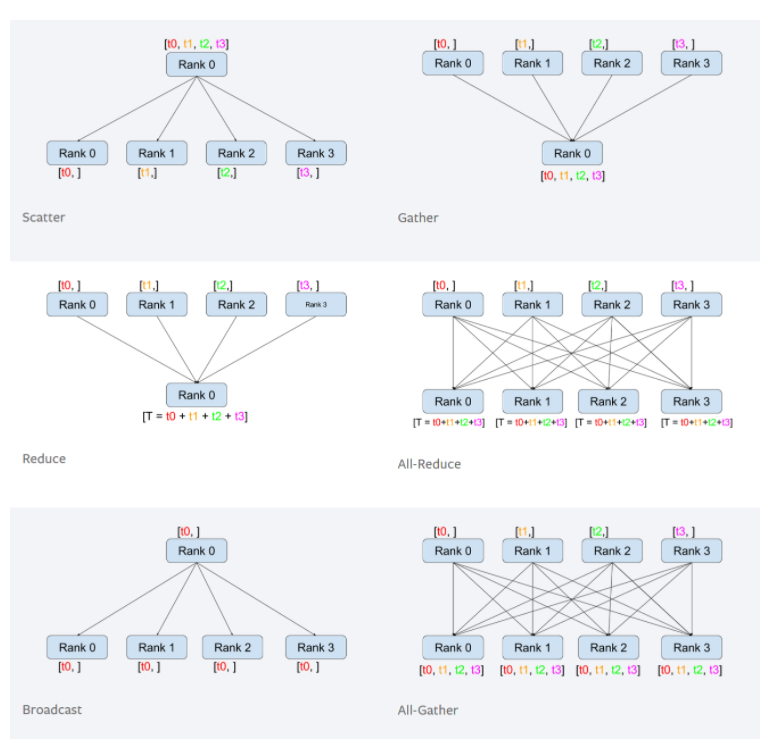 [t0, t1, t2, t3]
Rank 0
Rank 0 Rank 1 Rank 2 Rank 3
[t0, ] [t1,] [t2,] [t3, ]
Scatter
[t0, ] [t1,] [t2,] [t3, ]
Rank 0 Rank 1 Rank 2 Rank 3
Rank 0
[t0, t1, t2, t3]
Gather
[t0, ] [t1,] [t2,] [t3, ]
Rank 0 Rank 1 Rank 2 Rank 3
Rank 0
[T = t0 + t1 + t2 + t3]
Reduce
[t0, ] [t1,] [t2,] [t3, ]
Rank 0 Rank 1 Rank 2 Rank 3
Rank 0 Rank 1 Rank 2 Rank 3
[T = t0+t1+t2+t3] [T = t0+t1+t2+t3] [T = t0+t1+t2+t3] [T = t0+t1+t2+t3]
All-Reduce
[t0, ]
Rank 0
Rank 0 Rank 1 Rank 2 Rank 3
[t0, ] [t0, ] [t0, ] [t0, ]
Broadcast
[t0, ] [t1,] [t2,] [t3, ]
Rank 0 Rank 1 Rank 2 Rank 3
Rank 0 Rank 1 Rank 2 Rank 3
[t0, t1, t2, t3] [t0, t1, t2, t3] [t0, t1, t2, t3] [t0, t1, t2, t3]
All-Gather